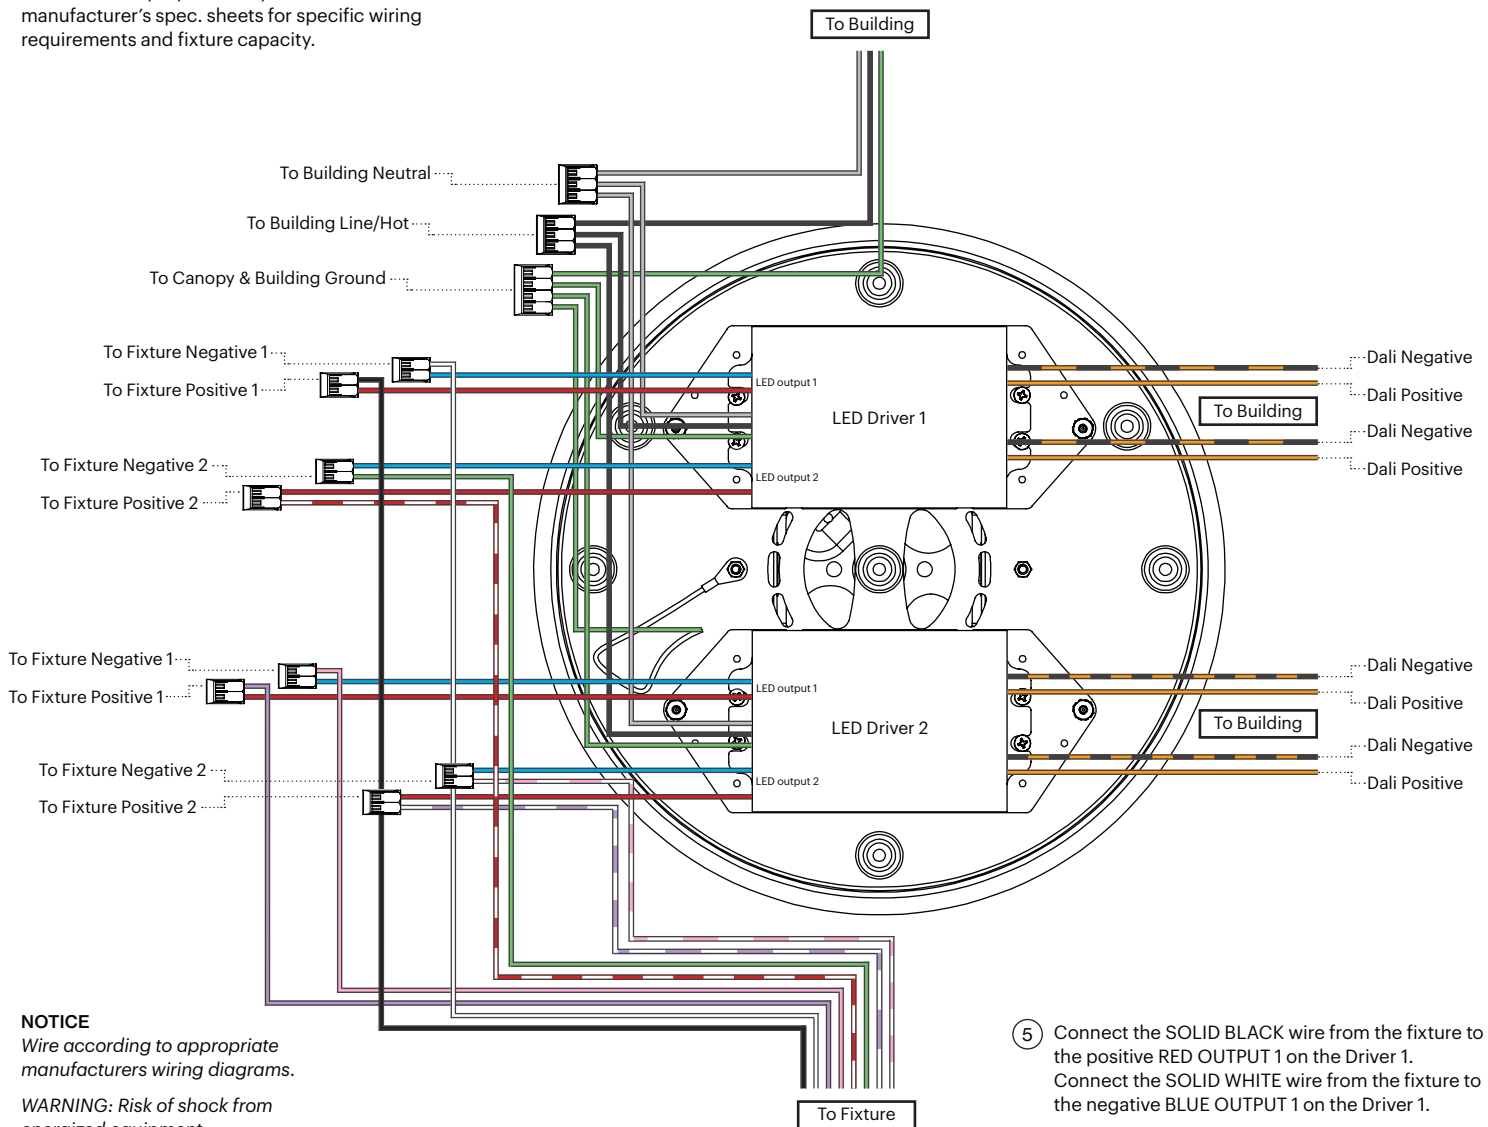 manufacturer's spec. sheets for specific wiring
requirements and fixture capacity.
To Building
To Building Neutral
To Building Line/Hot
To Canopy & Building Ground
To Fixture Negative 1
To Fixture Positive 1
LED output 1
LED Driver 1
Dali Negative
Dali Positive
To Building
Dali Negative
Dali Positive
To Fixture Negative 2
To Fixture Positive 2
LED output 2
To Fixture Negative 1
To Fixture Positive 1
LED output 1
LED Driver 2
Dali Negative
Dali Positive
To Building
Dali Negative
Dali Positive
To Fixture Negative 2
To Fixture Positive 2
LED output 2
NOTICE
Wire according to appropriate
manufacturers wiring diagrams.
WARNING: Risk of shock from
To Fixture
5 Connect the SOLID BLACK wire from the fixture to
the positive RED OUTPUT 1 on the Driver 1.
Connect the SOLID WHITE wire from the fixture to
the negative BLUE OUTPUT 1 on the Driver 1.